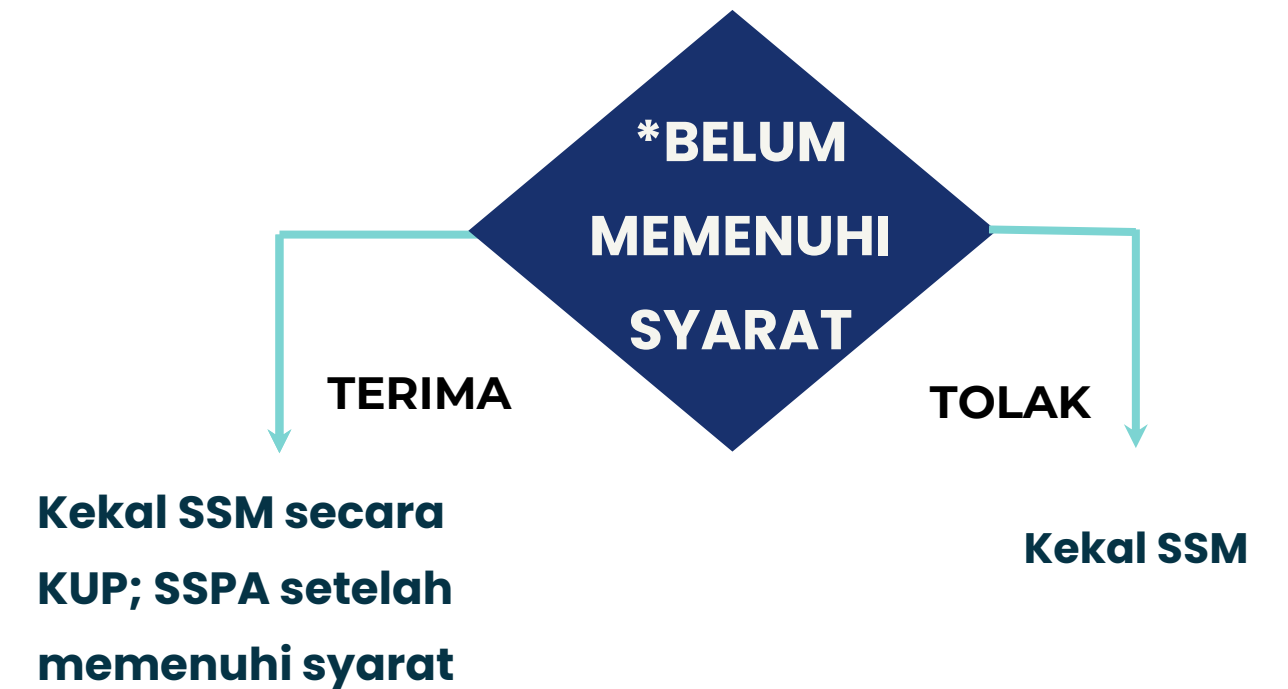 *BELUM
MEMENUHI
SYARAT
TERIMA
TOLAK
Kekal SSM secara
KUP; SSPA setelah
memenuhi syarat
Kekal SSM